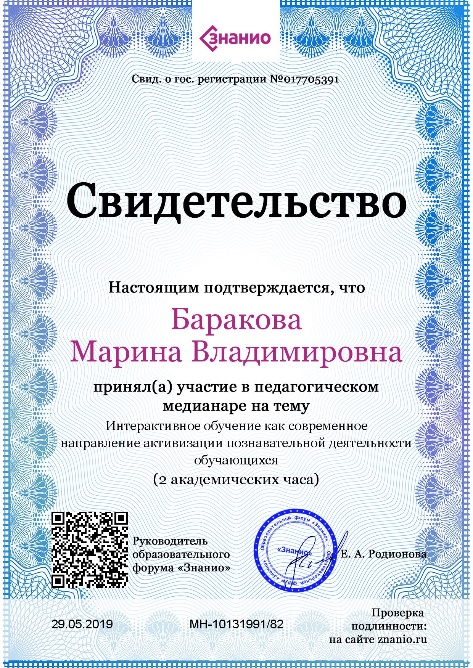 Знанио
Свид. о гос. регистрации №017705391
Свидетельство
Настоящим подтверждается, что
Баракова
Марина Владимировна
принял(а) участие в педагогическом
медианаре на тему
Интерактивное обучение как современное
направление активизации познавательной деятельности
обучающихся
(2 академических часа)
Руководитель
образовательного
форума «Знанио»
«Знанио»
Е. А. Родионова
29.05.2019
МН-10131991/82
Проверка
подлинности:
на сайте znanio.ru